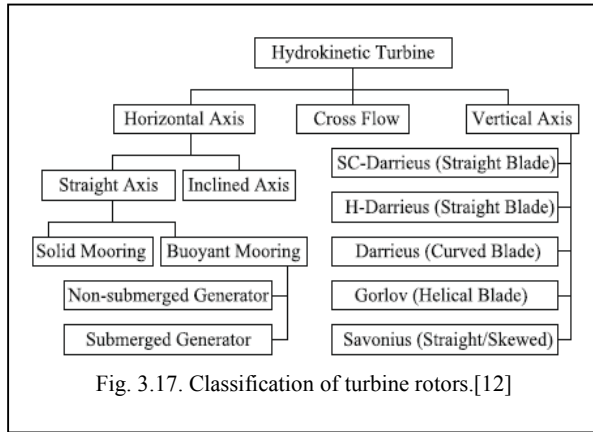 Hydrokinetic Turbine
Horizontal Axis
Cross Flow
Vertical Axis
Straight Axis
Inclined Axis
Solid Mooring
Buoyant Mooring
Non-submerged Generator
Submerged Generator
SC-Darrieus (Straight Blade)
H-Darrieus (Straight Blade)
Darrieus (Curved Blade)
Gorlov (Helical Blade)
Savonius (Straight/Skewed)
Fig. 3.17. Classification of turbine rotors.[12]